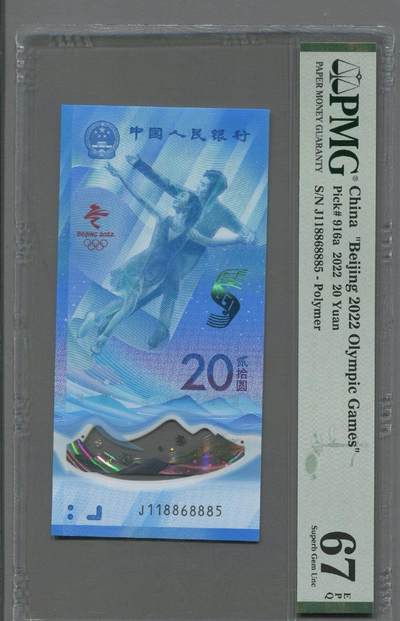 中国人民银行
BEIJING 2022
20
贰拾圆
J118868885
PMG®
PAPER MONEY GUARANTY
China "Beijing 2022 Olympic Games"
Pick# 916a 2022 20 Yuan
S/N J118868885 - Polymer
67 EPQ
Superb Gem Unc